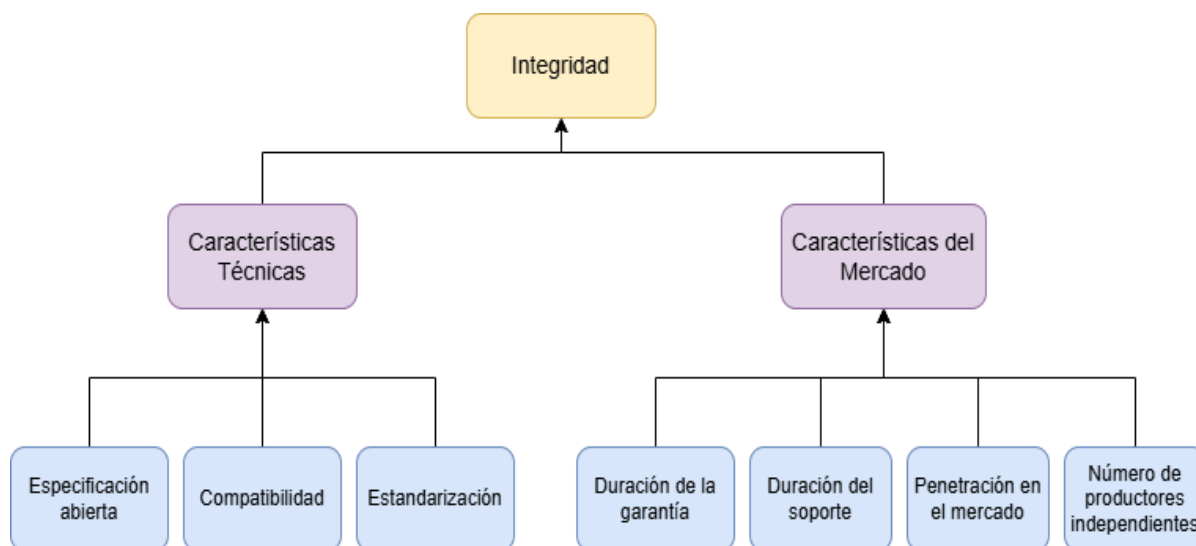 Integridad
Características
Técnicas
Características del
Mercado
Especificación
abierta
Compatibilidad
Estandarización
Duración de la
garantía
Duración del
soporte
Penetración en
el mercado
Número de
productores
independientes